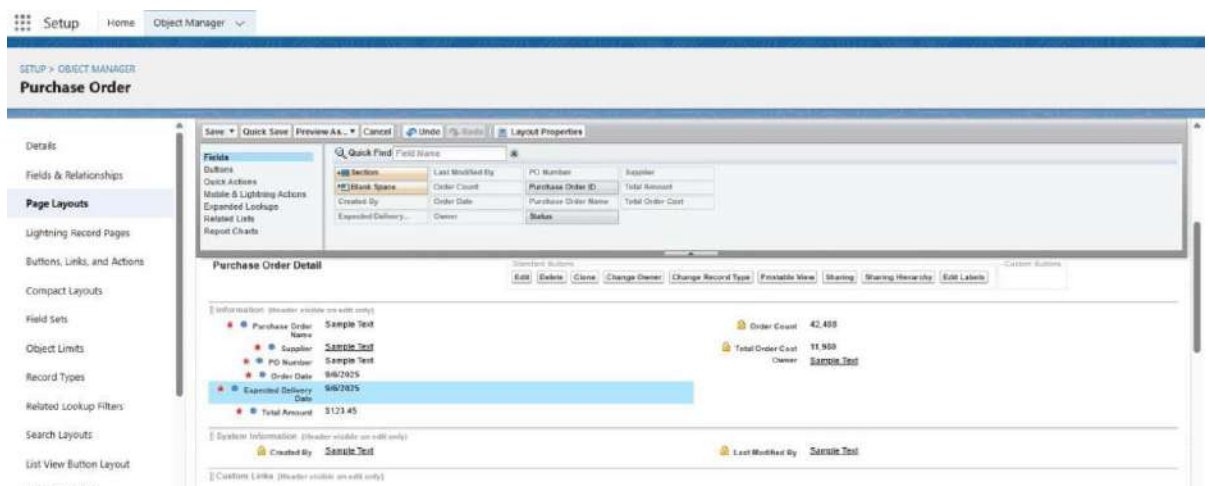 Setup Home Object Manager
SETUP > OBJECT MANAGER
Purchase Order
Details
Fields & Relationships
Page Layouts
Lightning Record Pages
Buttons, Links, and Actions
Compact Layouts
Field Sets
Object Limits
Record Types
Related Lookup Filters
Search Layouts
List View Button Layout
Save Quick Save Preview As... Cancel Undo Redo Layout Properties
Fields
Buttons
Quick Actions
Mobile & Lightning Actions
Expanded Lookups
Related Lists
Report Charts
Quick Find Field Name
Section Last Modified By PO Number Supplier
Blank Space Order Count Purchase Order ID Total Amount
Created By Order Date Purchase Order Name Total Order Cost
Expected Delivery... Owner Status
Purchase Order Detail
Standard Buttons
Edit Delete Clone Change Owner Change Record Type Printable View Sharing Sharing Hierarchy Edit Labels
Custom Buttons
Information (Header visible on edit only)
Purchase Order Name Sample Text
Order Count 42,488
Supplier Sample Text
Total Order Cost 11,980
PO Number Sample Text
Owner Sample Text
Order Date 9/6/2025
Expected Delivery Date 9/6/2025
Total Amount $123.45
System Information (Header visible on edit only)
Created By Sample Text
Last Modified By Sample Text
Custom Links (Header visible on edit only)